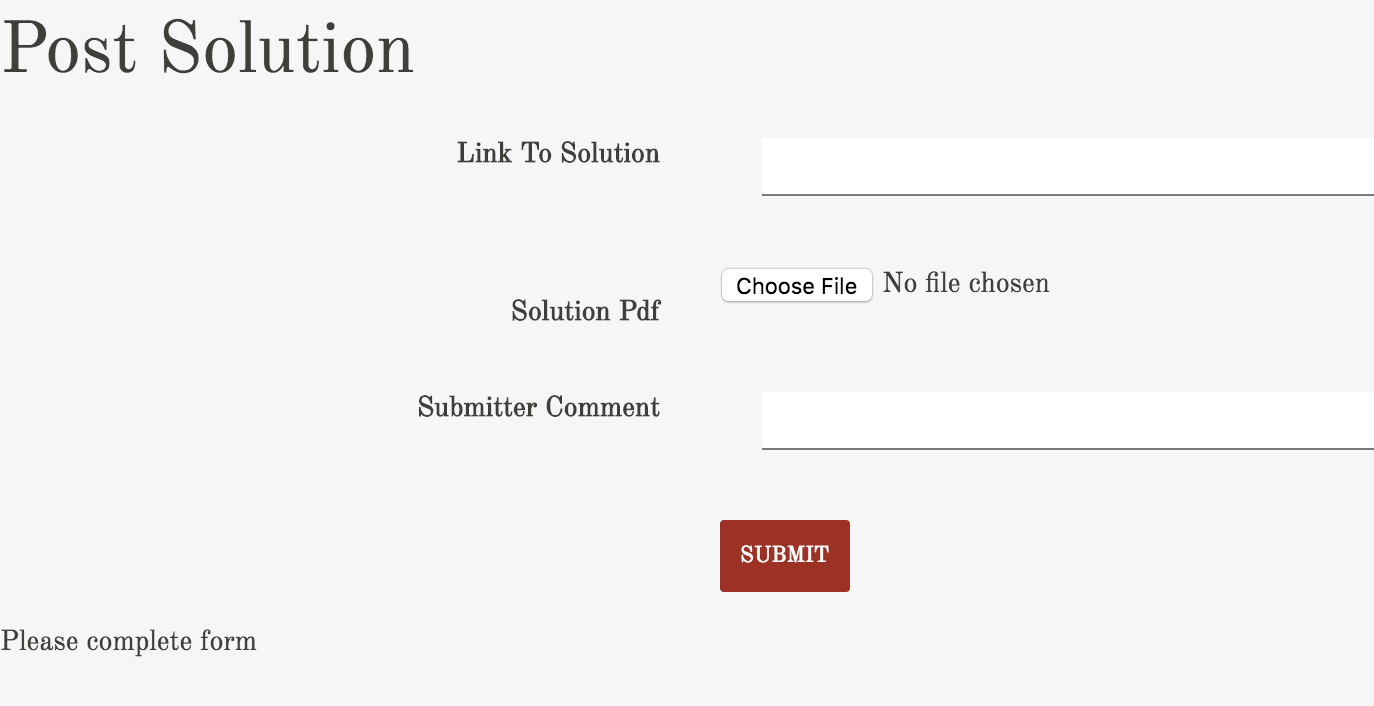 Post Solution
Link To Solution
Choose File No file chosen
Solution Pdf
Submitter Comment
SUBMIT
Please complete form